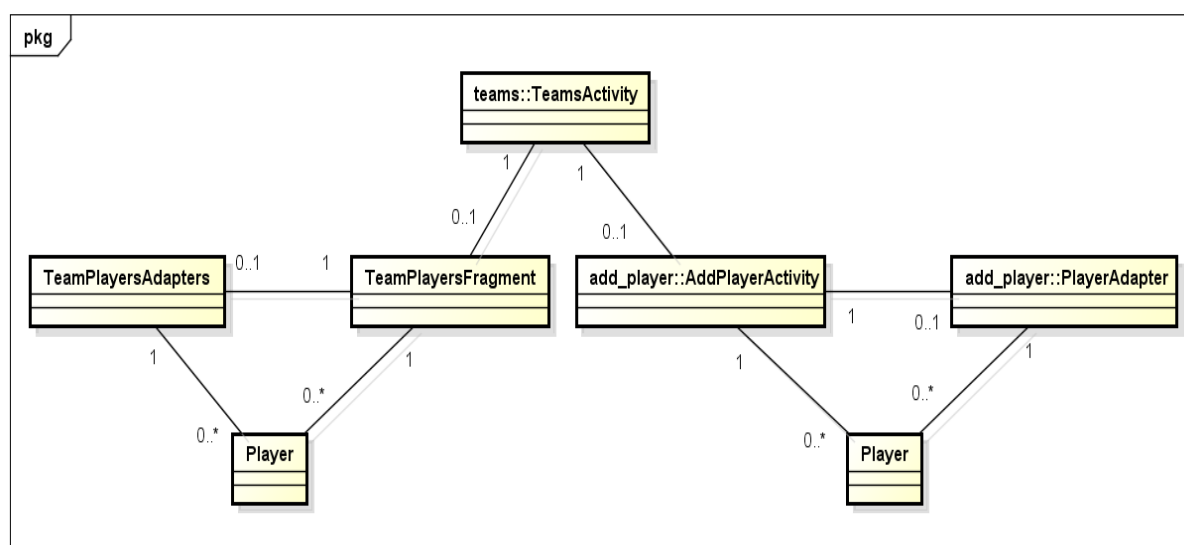 pkg
teams::TeamsActivity
1
1
0..1
0..1
TeamPlayersAdapters
0..1
1
TeamPlayersFragment
add_player::AddPlayerActivity
1
0..1
add_player::PlayerAdapter
1
1
1
1
0..*
0..*
0..*
0..*
Player
Player